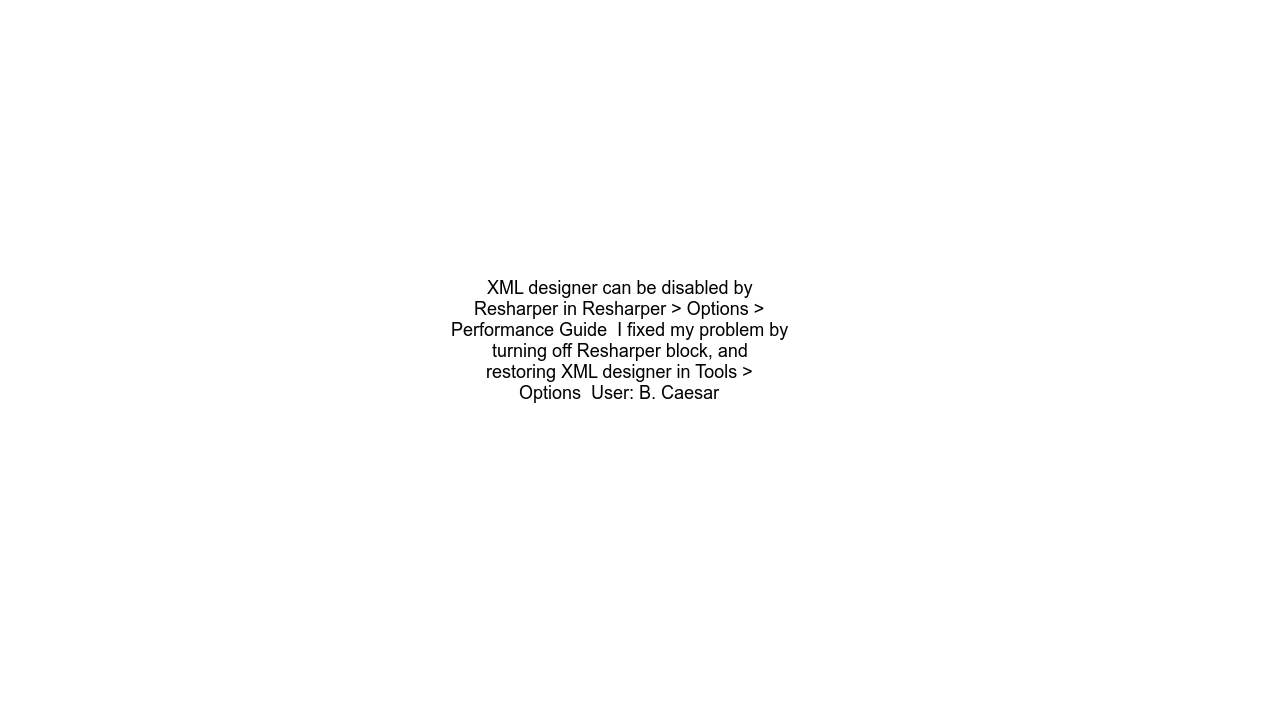 XML designer can be disabled by
Resharper in Resharper > Options >
Performance Guide  I fixed my problem by
turning off Resharper block, and
restoring XML designer in Tools >
Options  User: B. Caesar